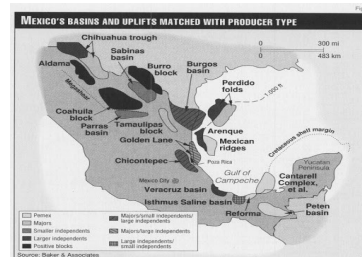 Fig
MEXICO'S BASINS AND UPLIFTS MATCHED WITH PRODUCER TYPE
Chihuahua trough
Sabinas
basin
Aldama
Burro
block
Burgos
basin
0 300 mi
0 483 km
Perdido
folds
1,000 ft
Coahuila
block
Parras
basin
Tamaulipas
block
Golden Lane
Chicontepec
Arenque
Mexican
ridges
Poza Rica
Mexico City
Gulf of
Campeche
Cretaceous shelf margin
Yucatan
Peninsula
Cantarell
Complex,
et al.
Veracruz basin
Isthmus Saline basin
Reforma
Peten
basin
Pemex
Majors
Smaller independents
Larger independents
Positive blocks
Majors/small independents/
large independents
Majors/large independents
Large independents/
small independents
Source: Baker & Associates